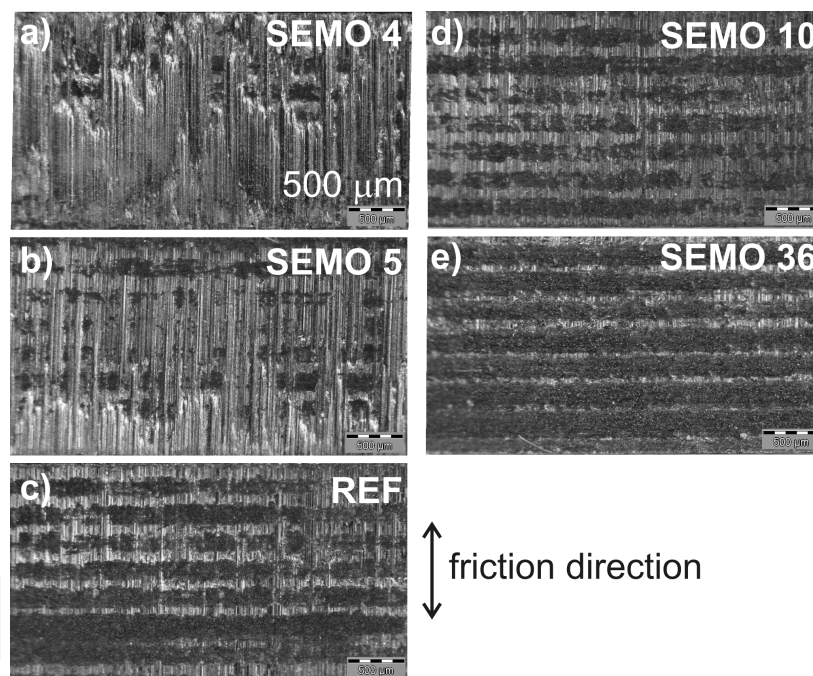 a) SEMO 4
500 μm
500 μm
b) SEMO 5
500 μm
c) REF
500 μm
d) SEMO 10
500 μm
e) SEMO 36
500 μm
friction direction